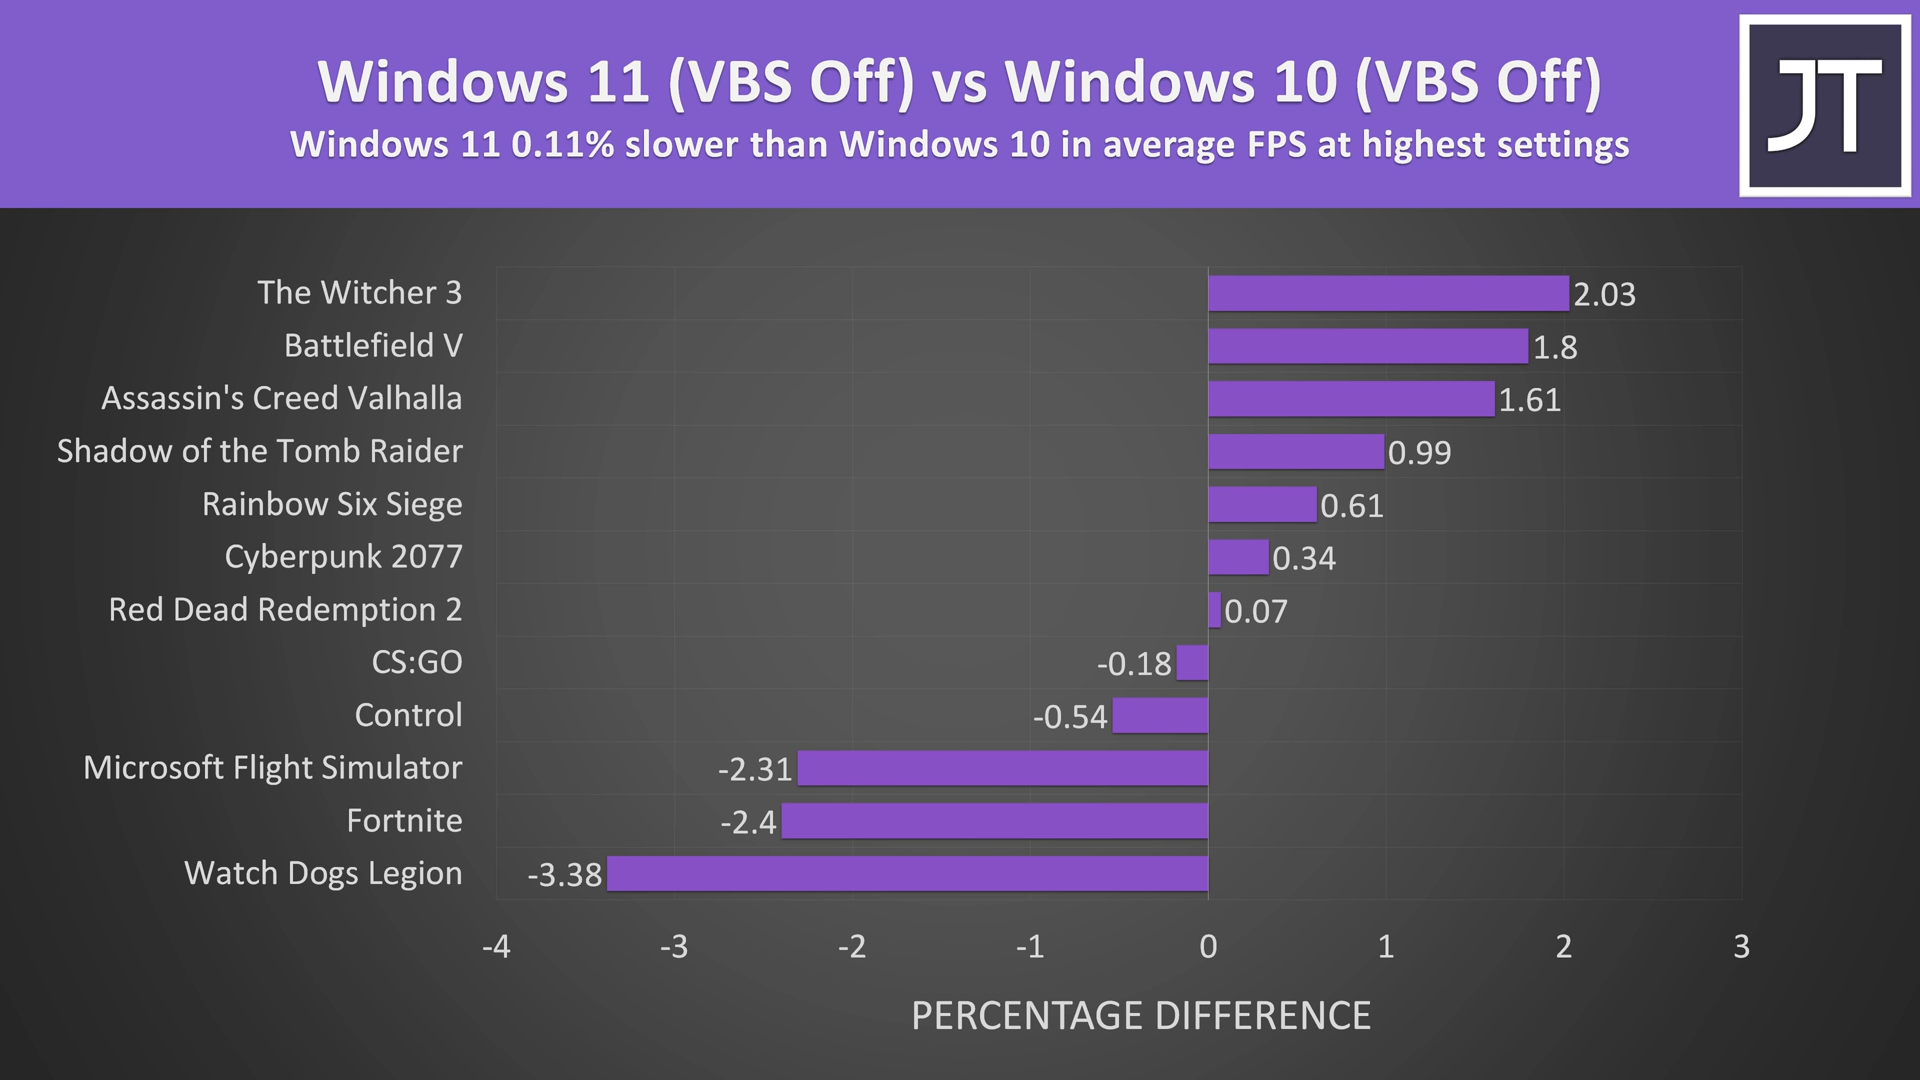 Windows 11 (VBS Off) vs Windows 10 (VBS Off)
Windows 11 0.11% slower than Windows 10 in average FPS at highest settings
JT
The Witcher 3 2.03
Battlefield V 1.8
Assassin's Creed Valhalla 1.61
Shadow of the Tomb Raider 0.99
Rainbow Six Siege 0.61
Cyberpunk 2077 0.34
Red Dead Redemption 2 0.07
CS:GO -0.18
Control -0.54
Microsoft Flight Simulator -2.31
Fortnite -2.4
Watch Dogs Legion -3.38
-4 -3 -2 -1 0 1 2 3
PERCENTAGE DIFFERENCE